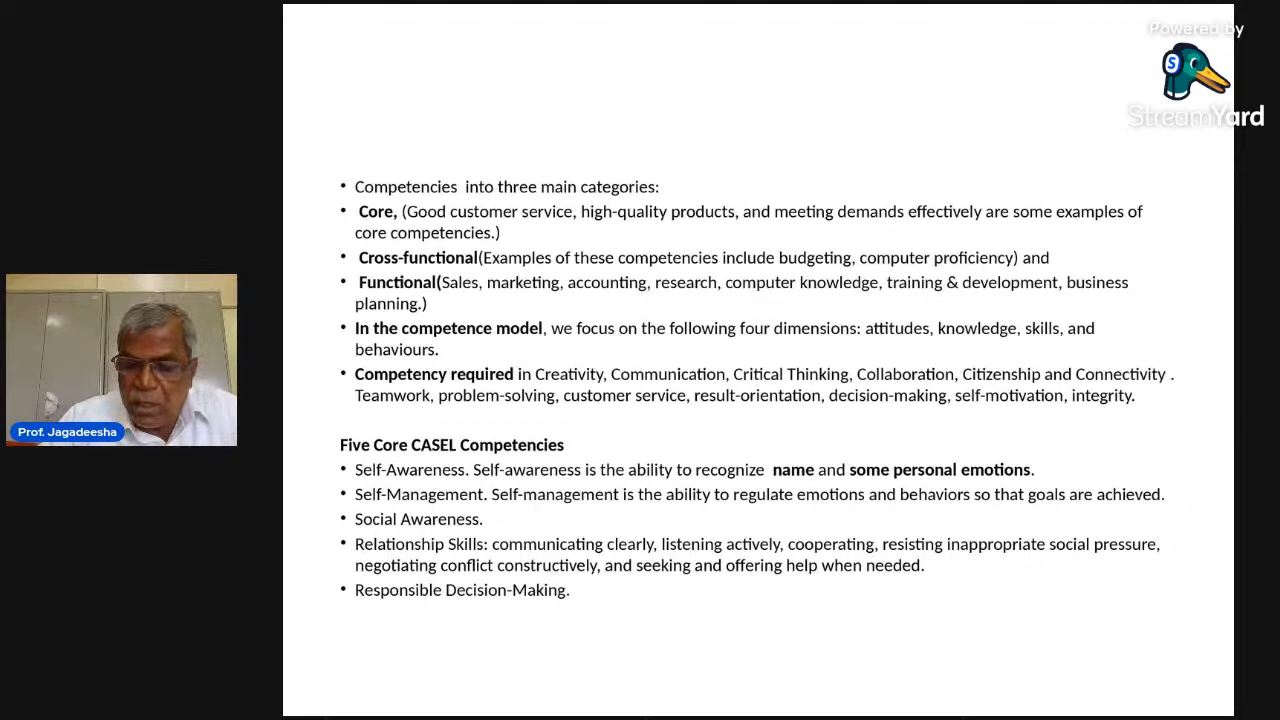 Powered by
StreamYard
• Competencies  into three main categories:
• Core, (Good customer service, high-quality products, and meeting demands effectively are some examples of
core competencies.)
• Cross-functional(Examples of these competencies include budgeting, computer proficiency) and
• Functional(Sales, marketing, accounting, research, computer knowledge, training & development, business
planning.)
• In the competence model, we focus on the following four dimensions: attitudes, knowledge, skills, and
behaviours.
• Competency required in Creativity, Communication, Critical Thinking, Collaboration, Citizenship and Connectivity .
Teamwork, problem-solving, customer service, result-orientation, decision-making, self-motivation, integrity.
Five Core CASEL Competencies
• Self-Awareness. Self-awareness is the ability to recognize  name and some personal emotions.
• Self-Management. Self-management is the ability to regulate emotions and behaviors so that goals are achieved.
• Social Awareness.
• Relationship Skills: communicating clearly, listening actively, cooperating, resisting inappropriate social pressure,
negotiating conflict constructively, and seeking and offering help when needed.
• Responsible Decision-Making.
Prof. Jagadeesha